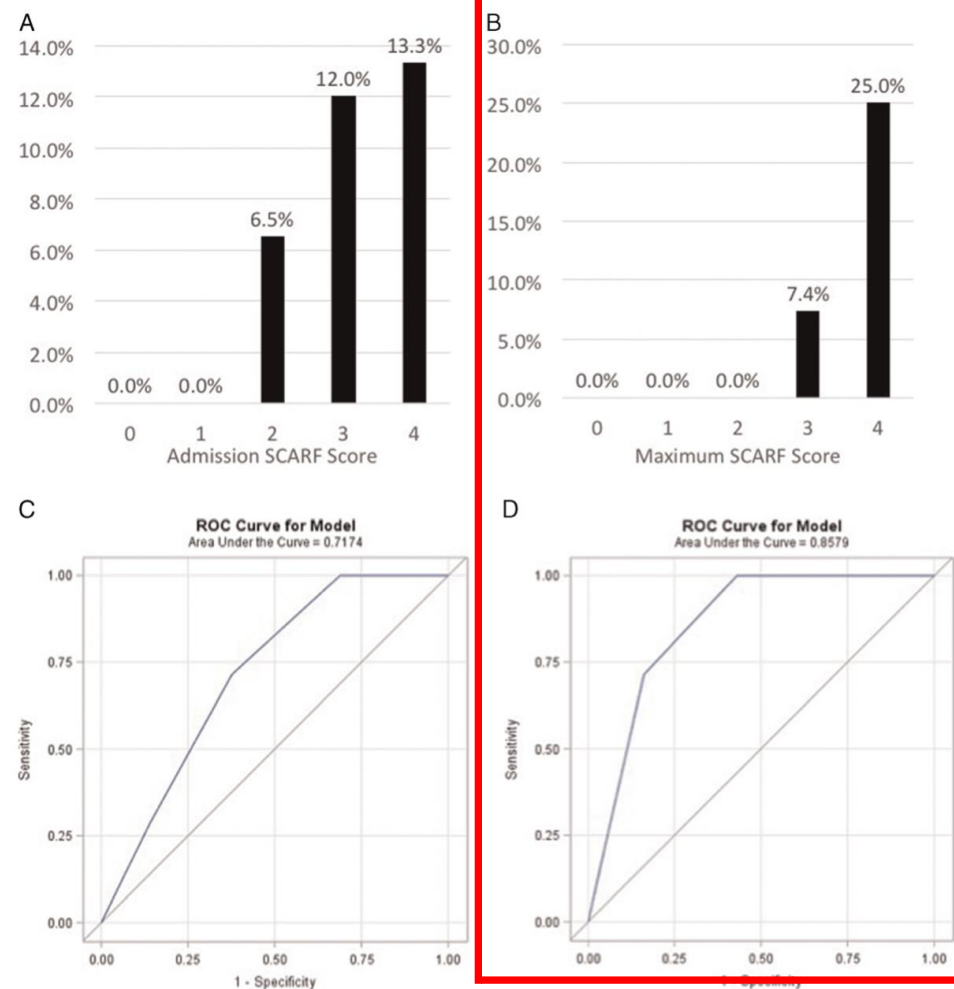 A
14.0%
12.0%
10.0%
8.0%
6.0%
4.0%
2.0%
0.0%
0.0%
0.0%
6.5%
12.0%
13.3%
0 1 2 3 4
Admission SCARF Score
B
30.0%
25.0%
20.0%
15.0%
10.0%
5.0%
0.0%
0.0%
0.0%
0.0%
7.4%
25.0%
0 1 2 3 4
Maximum SCARF Score
C
ROC Curve for Model
Area Under the Curve = 0.7174
Sensitivity
1.00
0.75
0.50
0.25
0.00
0.00 0.25 0.50 0.75 1.00
1 - Specificity
D
ROC Curve for Model
Area Under the Curve = 0.8579
Sensitivity
1.00
0.75
0.50
0.25
0.00
0.00 0.25 0.50 0.75 1.00
1 - Specificity